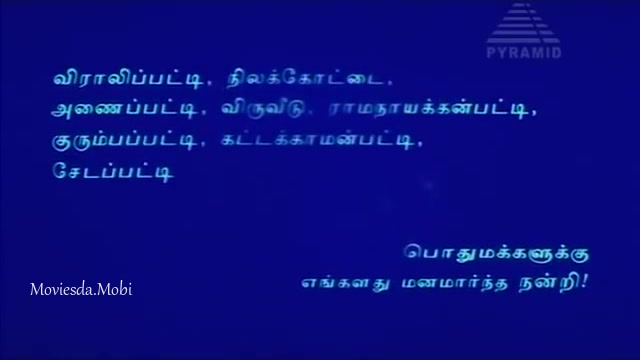 PYRAMID
விராலிப்பட்டி, நிலக்கோட்டை,
அணைப்பட்டி, விருவீடு, ராமநாயக்கன்பட்டி,
குரும்பப்பட்டி, கட்டக்காமன்பட்டி,
சேடப்பட்டி
பொதுமக்களுக்கு
எங்களது மனமார்ந்த நன்றி!
Moviesda.Mobi